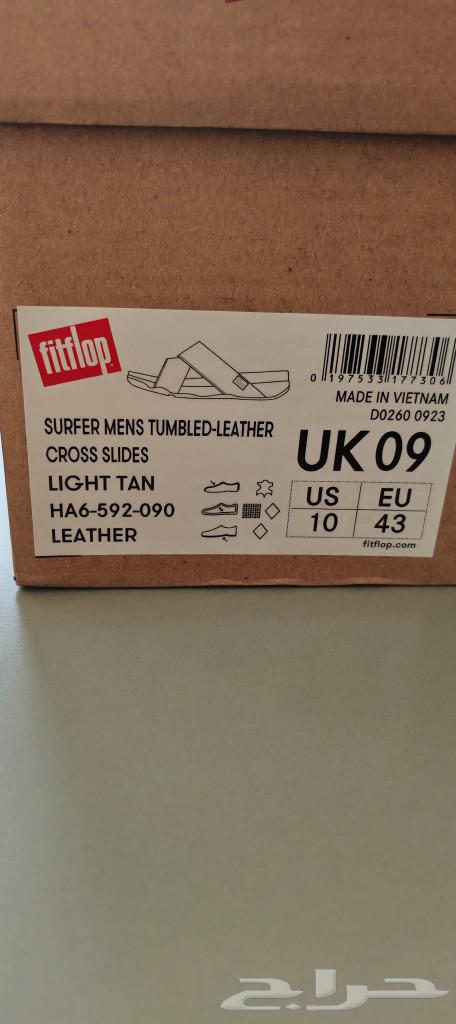 fitflop
0 197533 177306
MADE IN VIETNAM
D0260 0923
SURFER MENS TUMBLED-LEATHER
CROSS SLIDES
LIGHT TAN
HA6-592-090
LEATHER
UK 09
US EU
10 43
fitflop.com
حراج